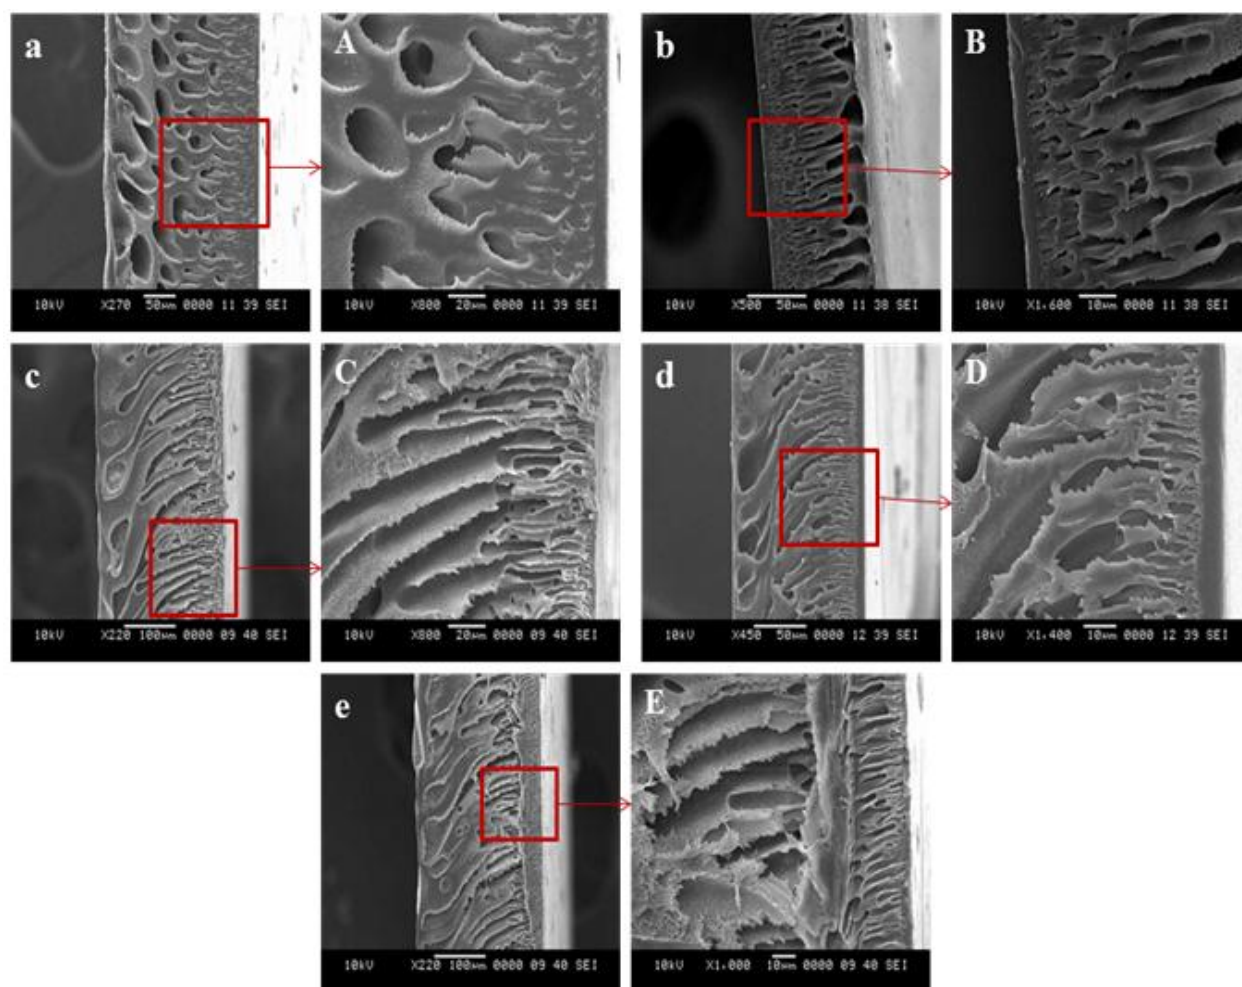 a
A
b
B
10kV X270 50µm 0000 11 39 SEI
10kV X800 20µm 0000 11 39 SEI
10kV X500 50µm 0000 11 38 SEI
10kV X1,600 10µm 0000 11 38 SEI
c
C
d
D
10kV X220 100µm 0000 09 40 SEI
10kV X800 20µm 0000 09 40 SEI
10kV X450 50µm 0000 12 39 SEI
10kV X1,400 10µm 0000 12 39 SEI
e
E
10kV X220 100µm 0000 09 40 SEI
10kV X1,000 10µm 0000 09 40 SEI